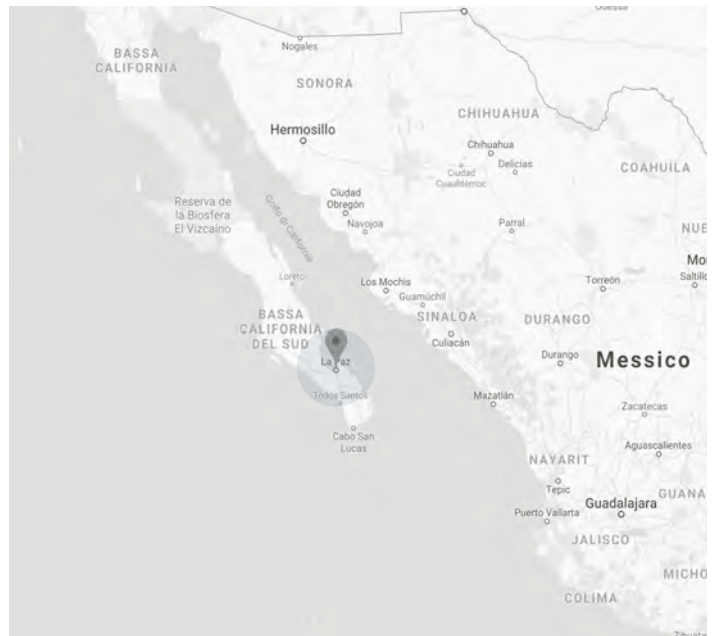 Odessa
Nogales
BASSA
CALIFORNIA
SONORA
CHIHUAHUA
Hermosillo
Chihuahua
Ciudad
Cuauhtémoc
Delicias
COAHUILA
Reserva de
la Biosfera
El Vizcaíno
Golfo di California
Ciudad
Obregón
Navojoa
Parral
NUE
Mo
Saltillo
Loreto
Los Mochis
Guamúchil
Torreón
BASSA
CALIFORNIA
DEL SUD
SINALOA
Culiacán
DURANGO
La Paz
Durango
Messico
Todos Santos
Mazatlán
Zacatecas
Cabo San
Lucas
Aguascalientes
NAYARIT
Tepic
GUANA
Puerto Vallarta
Guadalajara
JALISCO
MICHO
COLIMA